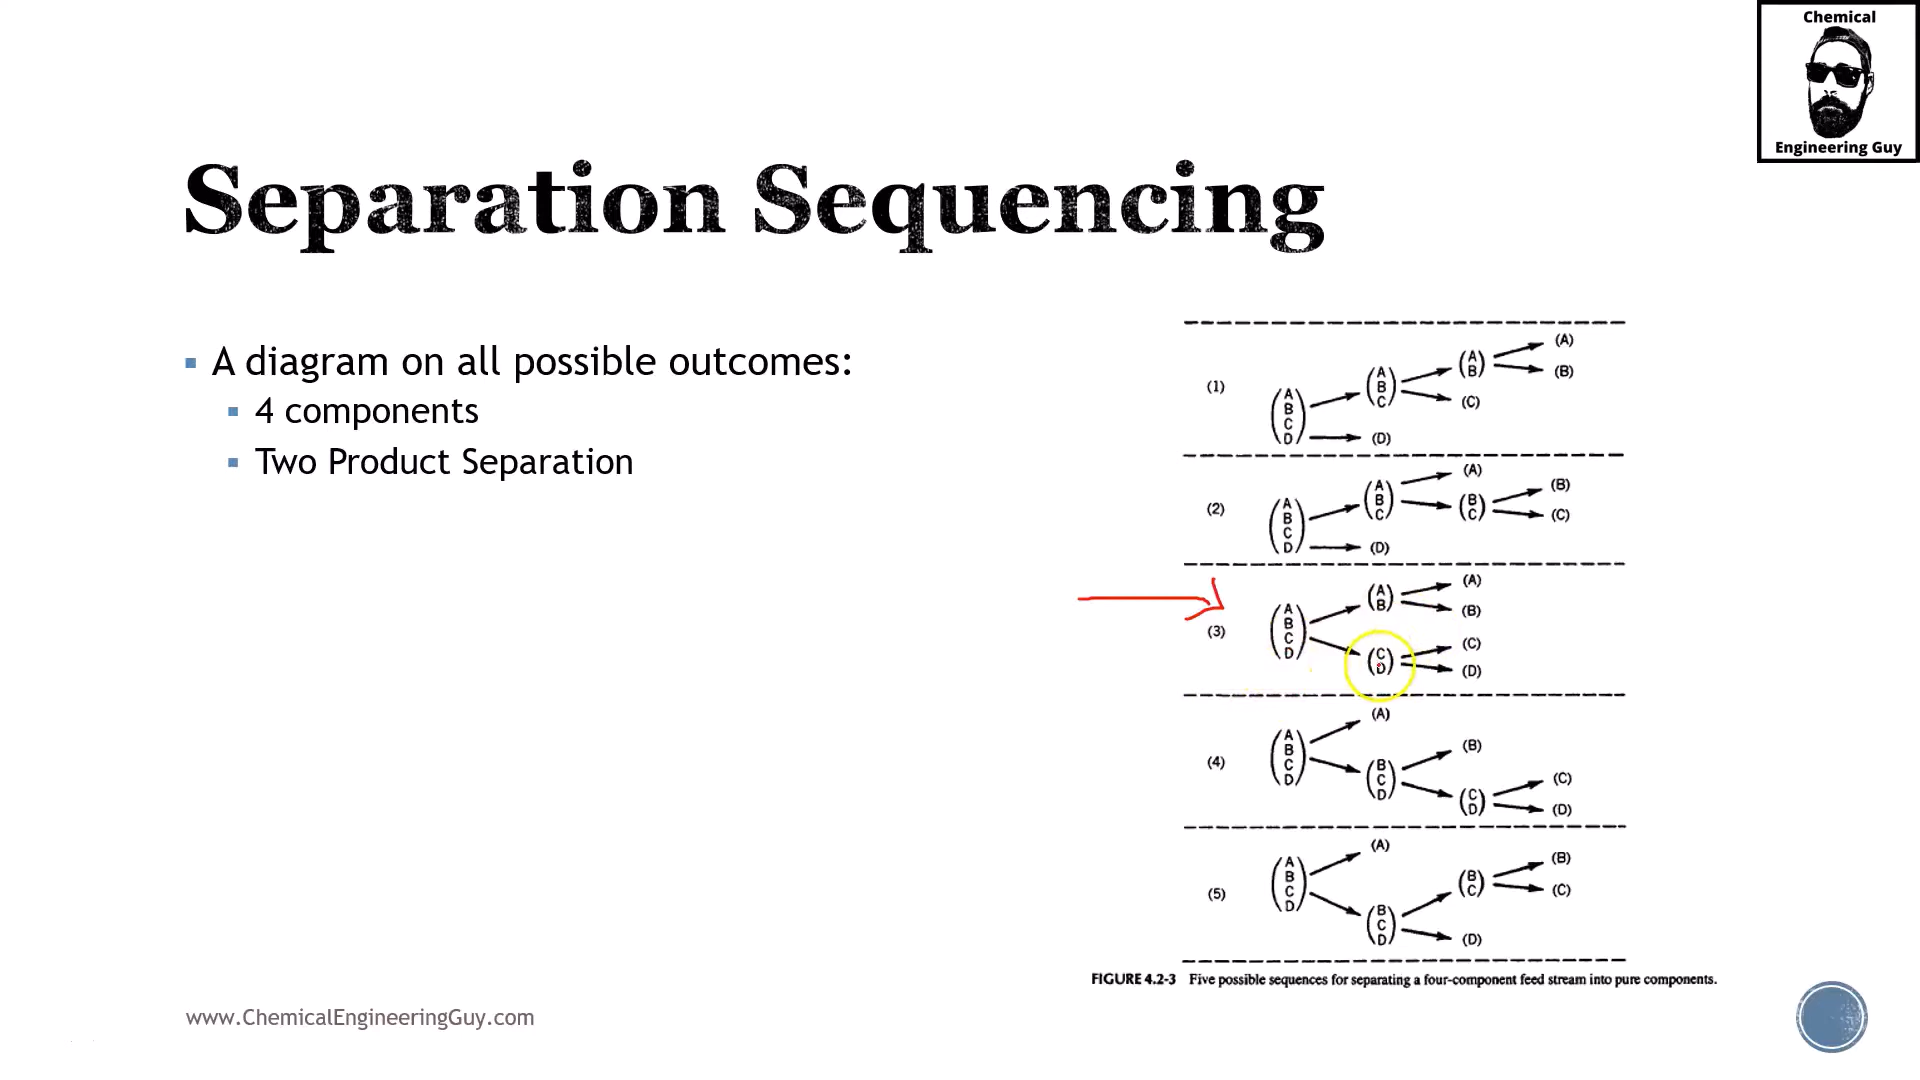 Chemical
Engineering Guy
Separation Sequencing
A diagram on all possible outcomes:
4 components
Two Product Separation
(1)
(A B C D)
(A B C)
(D)
(A B)
(C)
(A)
(B)
(2)
(A B C D)
(A B C)
(D)
(A)
(B C)
(B)
(C)
(3)
(A B C D)
(A B)
(C D)
(A)
(B)
(C)
(D)
(4)
(A B C D)
(A)
(B C D)
(B)
(C D)
(C)
(D)
(5)
(A B C D)
(A)
(B C D)
(B C)
(D)
(B)
(C)
FIGURE 4.2-3 Five possible sequences for separating a four-component feed stream into pure components.
www.ChemicalEngineeringGuy.com